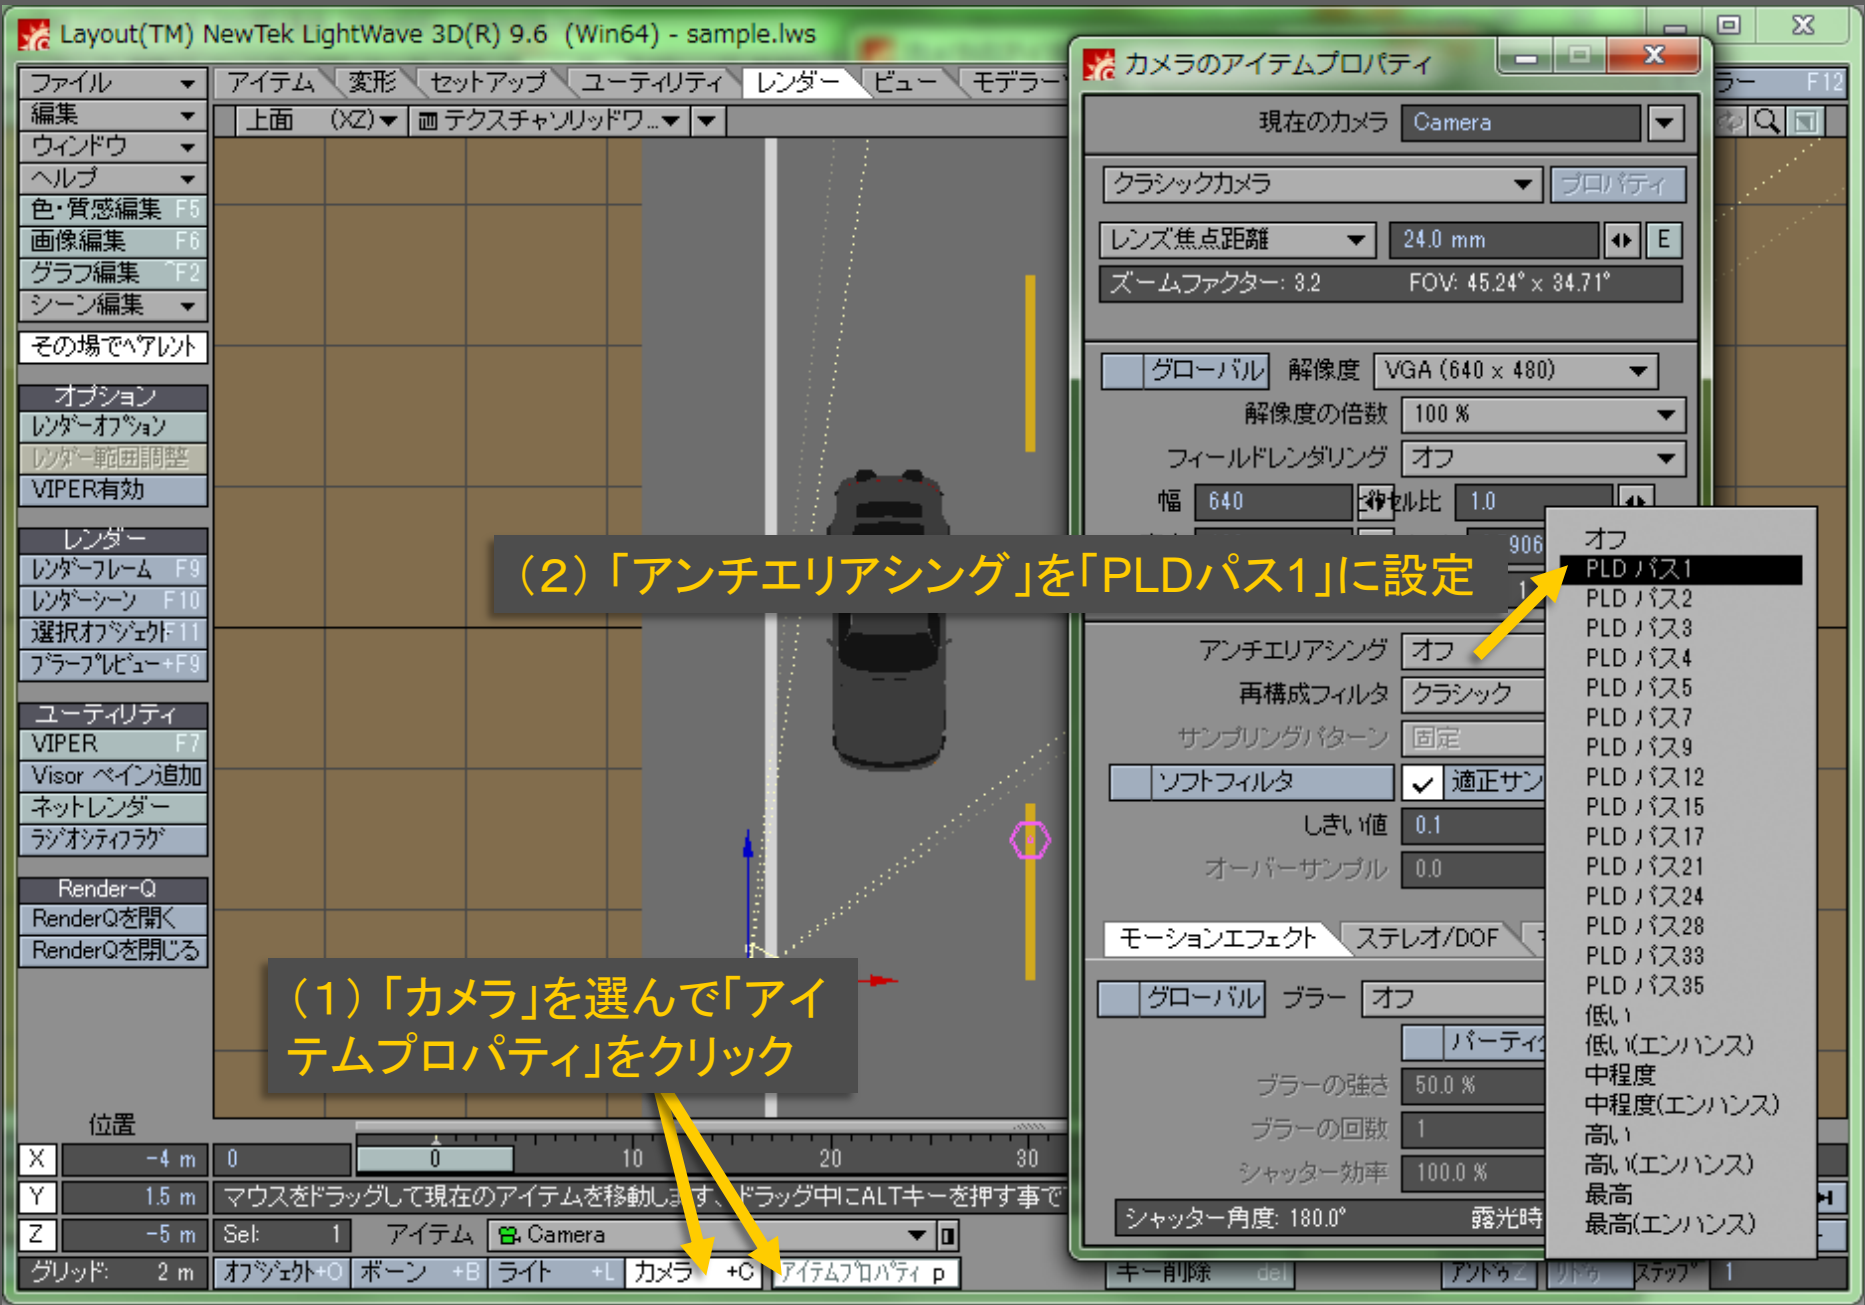 Layout(TM) NewTek LightWave 3D(R) 9.6 (Win64) - sample.lws
ファイル
編集
ウィンドウ
ヘルプ
色・質感編集 F5
画像編集 F6
グラフ編集 ^F2
シーン編集
その場でペアレント
オプション
レンダーオプション
レンダー範囲調整
VIPER有効
レンダー
レンダーフレーム F9
レンダーシーン F10
選択オブジェクト F11
ブラープレビュー +F9
ユーティリティ
VIPER F7
Visor ペイン追加
ネットレンダー
ラジオシティフラグ
Render-Q
RenderQを開く
RenderQを閉じる
アイテム 変形 セットアップ ユーティリティ レンダー ビュー モデラー
ラー F12
上面 (XZ) テクスチャソリッドワ...
カメラのアイテムプロパティ
現在のカメラ Camera
クラシックカメラ プロパティ
レンズ焦点距離 24.0 mm E
ズームファクター: 3.2 FOV: 45.24° x 34.71°
グローバル 解像度 VGA (640 x 480)
解像度の倍数 100 %
フィールドレンダリング オフ
幅 640 ピクセル比 1.0
906
1
アンチエリアシング オフ
再構成フィルタ クラシック
サンプリングパターン 固定
ソフトフィルタ 適正サン
しきい値 0.1
オーバーサンプル 0.0
モーションエフェクト ステレオ/DOF
グローバル ブラー オフ
パーティク
ブラーの強さ 50.0 %
ブラーの回数 1
シャッター効率 100.0 %
シャッター角度: 180.0° 露光時
オフ
PLD パス1
PLD パス2
PLD パス3
PLD パス4
PLD パス5
PLD パス7
PLD パス9
PLD パス12
PLD パス15
PLD パス17
PLD パス21
PLD パス24
PLD パス28
PLD パス33
PLD パス35
低い
低い(エンハンス)
中程度
中程度(エンハンス)
高い
高い(エンハンス)
最高
最高(エンハンス)
(2)「アンチエリアシング」を「PLDパス1」に設定
(1)「カメラ」を選んで「アイ
テムプロパティ」をクリック
位置
X -4 m 0 0 10 20 30
Y 1.5 m マウスをドラッグして現在のアイテムを移動します、ドラッグ中にALTキーを押す事で
Z -5 m Sel: 1 アイテム Camera
グリッド: 2 m オブジェクト +O ボーン +B ライト +L カメラ +C アイテムプロパティ p
キー削除 del アンドゥ Z リドゥ ステップ 1